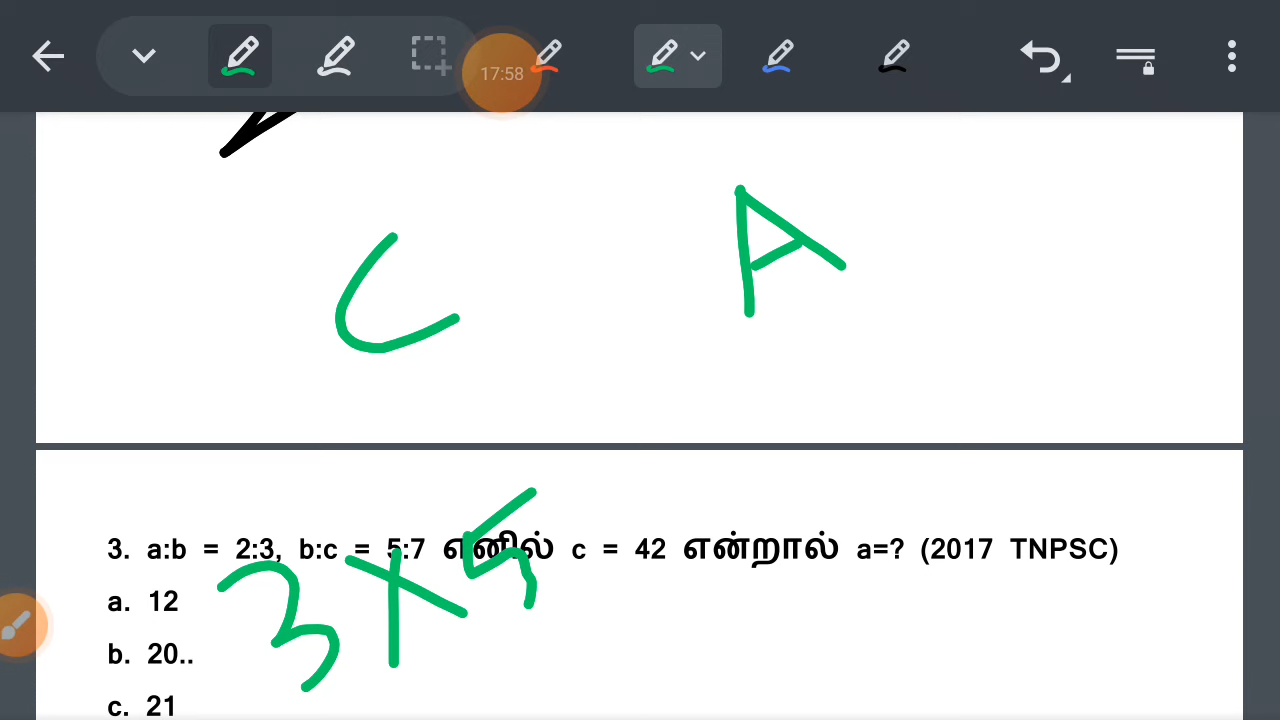 17:58
C A
3. a:b = 2:3, b:c = 5:7 எனில் c = 42 என்றால் a=? (2017 TNPSC)
3 X 5
a. 12
b. 20..
c. 21